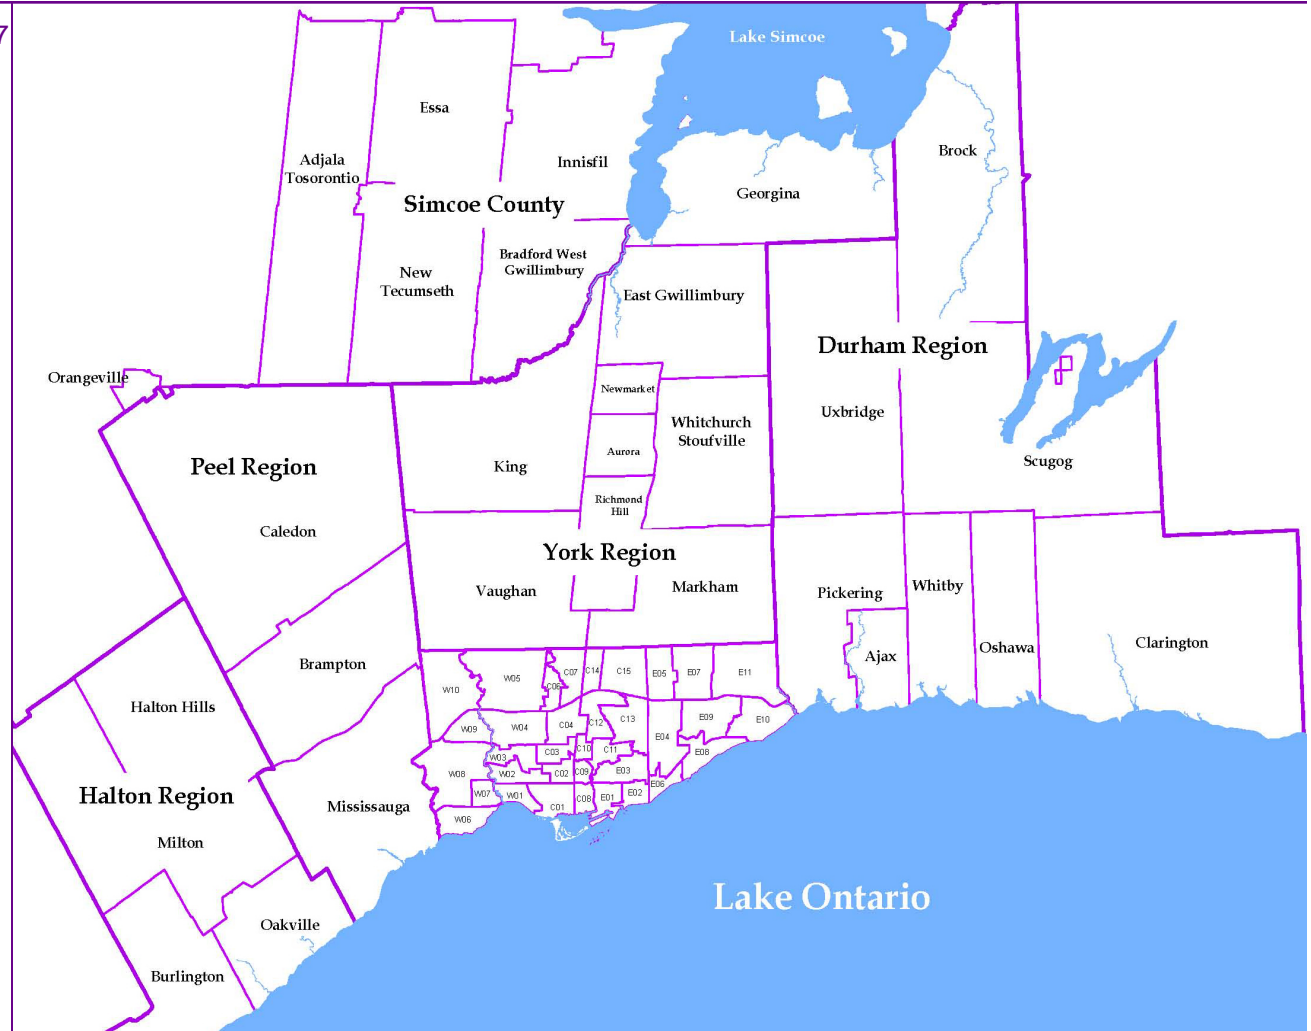 7
Lake Simcoe
Essa
Brock
Adjala
Tosorontio
Innisfil
Georgina
Simcoe County
Bradford West
Gwillimbury
New
Tecumseth
East Gwillimbury
Durham Region
Orangeville
Newmarket
Uxbridge
Whitchurch
Stoufville
Aurora
Peel Region
King
Scugog
Richmond
Hill
Caledon
York Region
Vaughan
Markham
Pickering
Whitby
Ajax
Oshawa
Clarington
Brampton
Halton Hills
W10
W05
C06
C07
C14
C15
E05
E07
E11
W09
W04
C04
C12
C13
E04
E09
E10
W03
C03
C10
C11
E08
W08
W02
C02
C09
E03
E06
W07
W01
C01
C08
E01
E02
W06
Halton Region
Mississauga
Milton
Lake Ontario
Oakville
Burlington